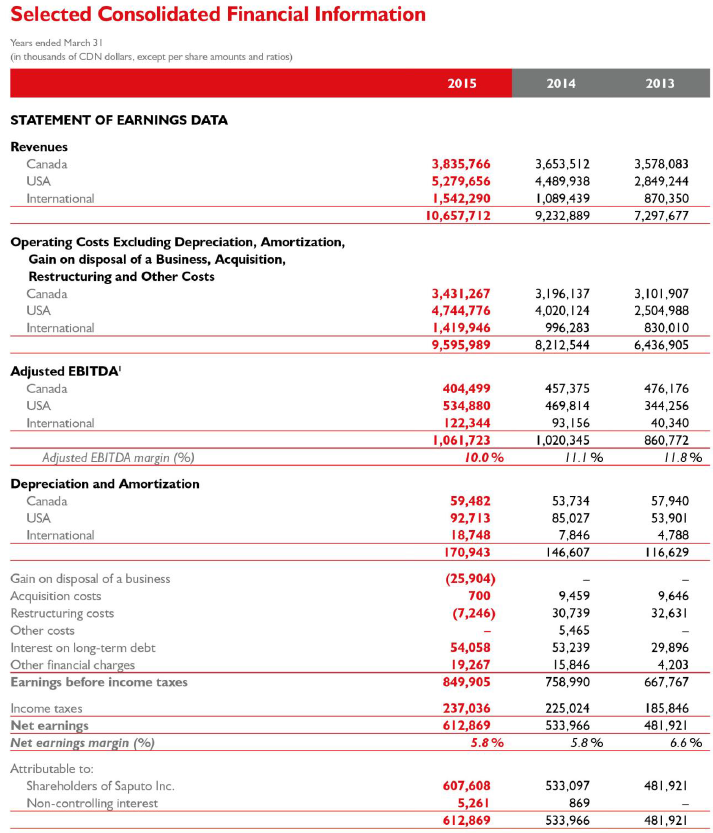 Selected Consolidated Financial Information
Years ended March 31
(in thousands of CDN dollars, except per share amounts and ratios)
2015 2014 2013
STATEMENT OF EARNINGS DATA
Revenues
Canada 3,835,766 3,653,512 3,578,083
USA 5,279,656 4,489,938 2,849,244
International 1,542,290 1,089,439 870,350
10,657,712 9,232,889 7,297,677
Operating Costs Excluding Depreciation, Amortization,
Gain on disposal of a Business, Acquisition,
Restructuring and Other Costs
Canada 3,431,267 3,196,137 3,101,907
USA 4,744,776 4,020,124 2,504,988
International 1,419,946 996,283 830,010
9,595,989 8,212,544 6,436,905
Adjusted EBITDA¹
Canada 404,499 457,375 476,176
USA 534,880 469,814 344,256
International 122,344 93,156 40,340
1,061,723 1,020,345 860,772
Adjusted EBITDA margin (%) 10.0% 11.1% 11.8%
Depreciation and Amortization
Canada 59,482 53,734 57,940
USA 92,713 85,027 53,901
International 18,748 7,846 4,788
170,943 146,607 116,629
Gain on disposal of a business (25,904) – –
Acquisition costs 700 9,459 9,646
Restructuring costs (7,246) 30,739 32,631
Other costs – 5,465 –
Interest on long-term debt 54,058 53,239 29,896
Other financial charges 19,267 15,846 4,203
Earnings before income taxes 849,905 758,990 667,767
Income taxes 237,036 225,024 185,846
Net earnings 612,869 533,966 481,921
Net earnings margin (%) 5.8% 5.8% 6.6%
Attributable to:
Shareholders of Saputo Inc. 607,608 533,097 481,921
Non-controlling interest 5,261 869 –
612,869 533,966 481,921